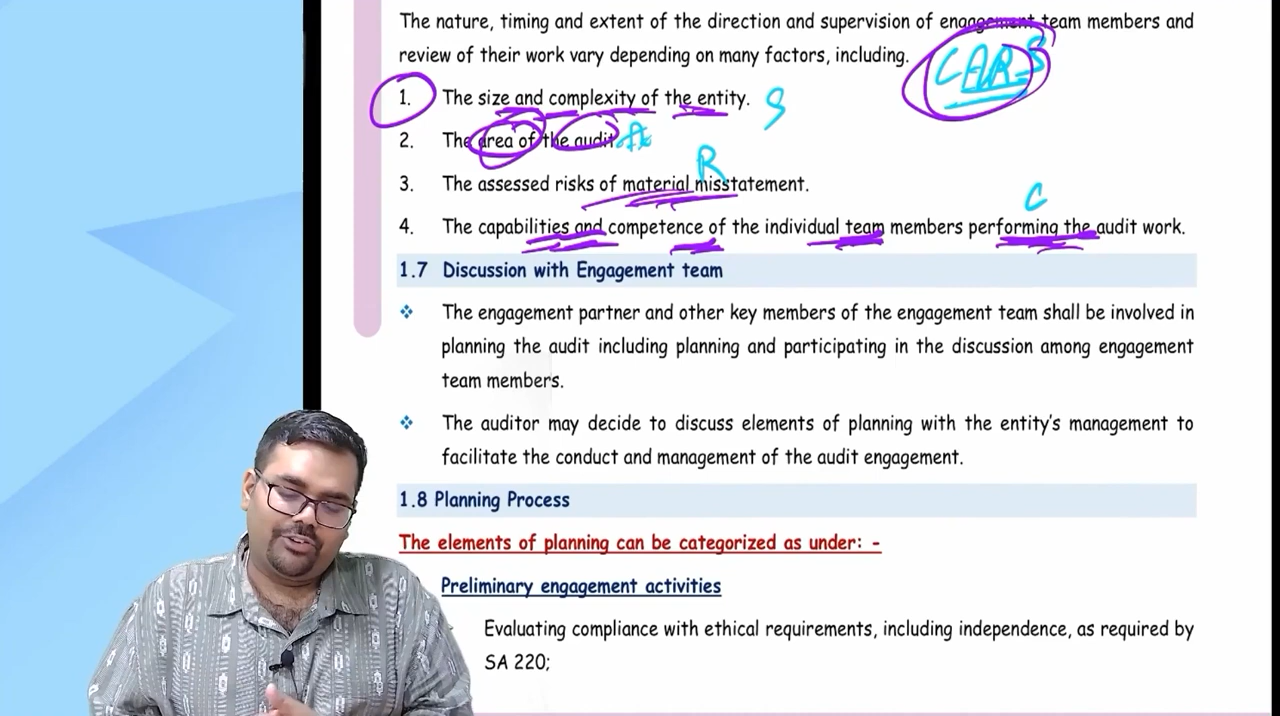 The nature, timing and extent of the direction and supervision of engagement team members and
review of their work vary depending on many factors, including.
CARS
1. The size and complexity of the entity. S
2. The area of the audit A
3. The assessed risks of material misstatement. R
4. The capabilities and competence of the individual team members performing the audit work. C
1.7 Discussion with Engagement team
❖ The engagement partner and other key members of the engagement team shall be involved in
planning the audit including planning and participating in the discussion among engagement
team members.
❖ The auditor may decide to discuss elements of planning with the entity's management to
facilitate the conduct and management of the audit engagement.
1.8 Planning Process
The elements of planning can be categorized as under: -
Preliminary engagement activities
Evaluating compliance with ethical requirements, including independence, as required by
SA 220;